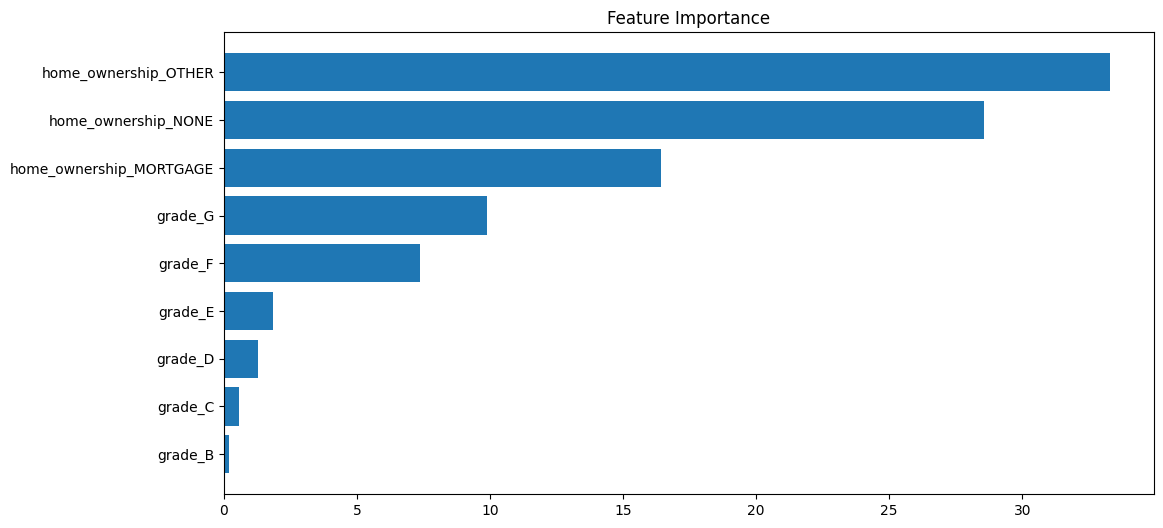 Feature Importance
home_ownership_OTHER
home_ownership_NONE
home_ownership_MORTGAGE
grade_G
grade_F
grade_E
grade_D
grade_C
grade_B
0 5 10 15 20 25 30